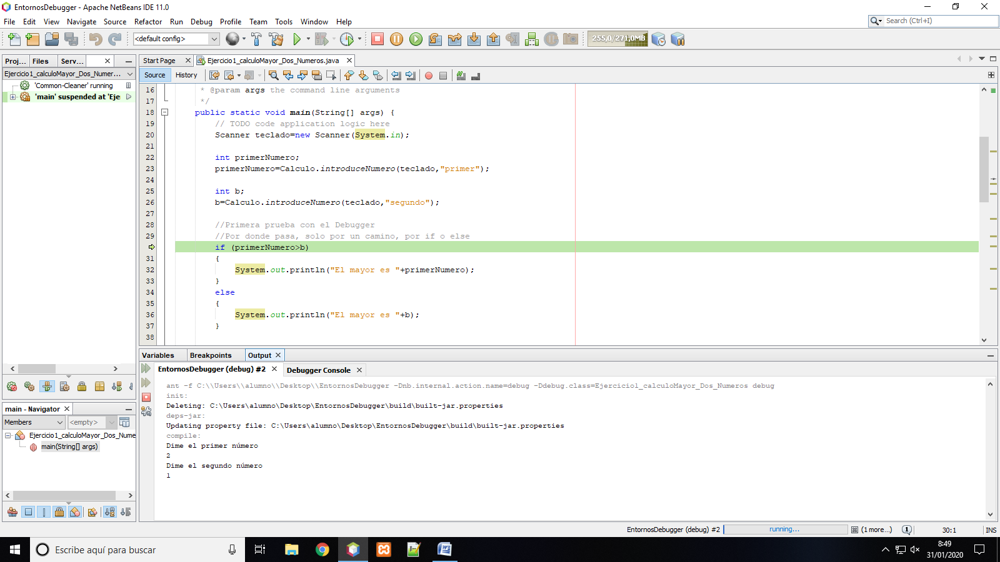 EntornosDebugger - Apache NetBeans IDE 11.0
File Edit View Navigate Source Refactor Run Debug Profile Team Tools Window Help
Search (Ctrl+I)
<default config>
255,0/271,0MB
Proj... Files Serv...
Ejercicio1_calculoMayor_Dos_Numer...
'Common-Cleaner' running
'main' suspended at 'Eje
Start Page Ejercicio1_calculoMayor_Dos_Numeros.java
Source History
16 * @param args the command line arguments
17 */
18 public static void main(String[] args) {
19 // TODO code application logic here
20 Scanner teclado=new Scanner(System.in);
21
22 int primerNumero;
23 primerNumero=Calculo.introduceNumero(teclado,"primer");
24
25 int b;
26 b=Calculo.introduceNumero(teclado,"segundo");
27
28 //Primera prueba con el Debugger
29 //Por donde pasa, solo por un camino, por if o else
if (primerNumero>b)
31 {
32 System.out.println("El mayor es "+primerNumero);
33 }
34 else
35 {
36 System.out.println("El mayor es "+b);
37 }
38
main - Navigator
Members <empty>
Ejercicio1_calculoMayor_Dos_Nume
main(String[] args)
Variables Breakpoints Output
EntornosDebugger (debug) #2 Debugger Console
ant -f C:\\Users\\alumno\\Desktop\\EntornosDebugger -Dnb.internal.action.name=debug -Ddebug.class=Ejercicio1_calculoMayor_Dos_Numeros debug
init:
Deleting: C:\Users\alumno\Desktop\EntornosDebugger\build\built-jar.properties
deps-jar:
Updating property file: C:\Users\alumno\Desktop\EntornosDebugger\build\built-jar.properties
compile:
Dime el primer número
2
Dime el segundo número
1
EntornosDebugger (debug) #2 running... (1 more...) 1 30:1 INS
Escribe aquí para buscar
8:49
31/01/2020